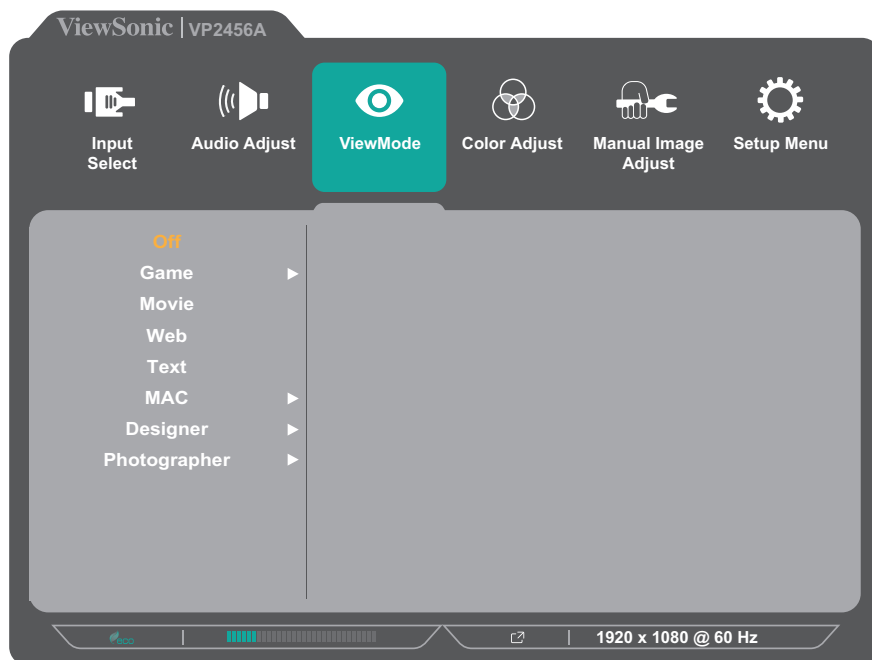 ViewSonic | VP2456A
Input Select
Audio Adjust
ViewMode
Color Adjust
Manual Image Adjust
Setup Menu
Off
Game
Movie
Web
Text
MAC
Designer
Photographer
eco
1920 x 1080 @ 60 Hz